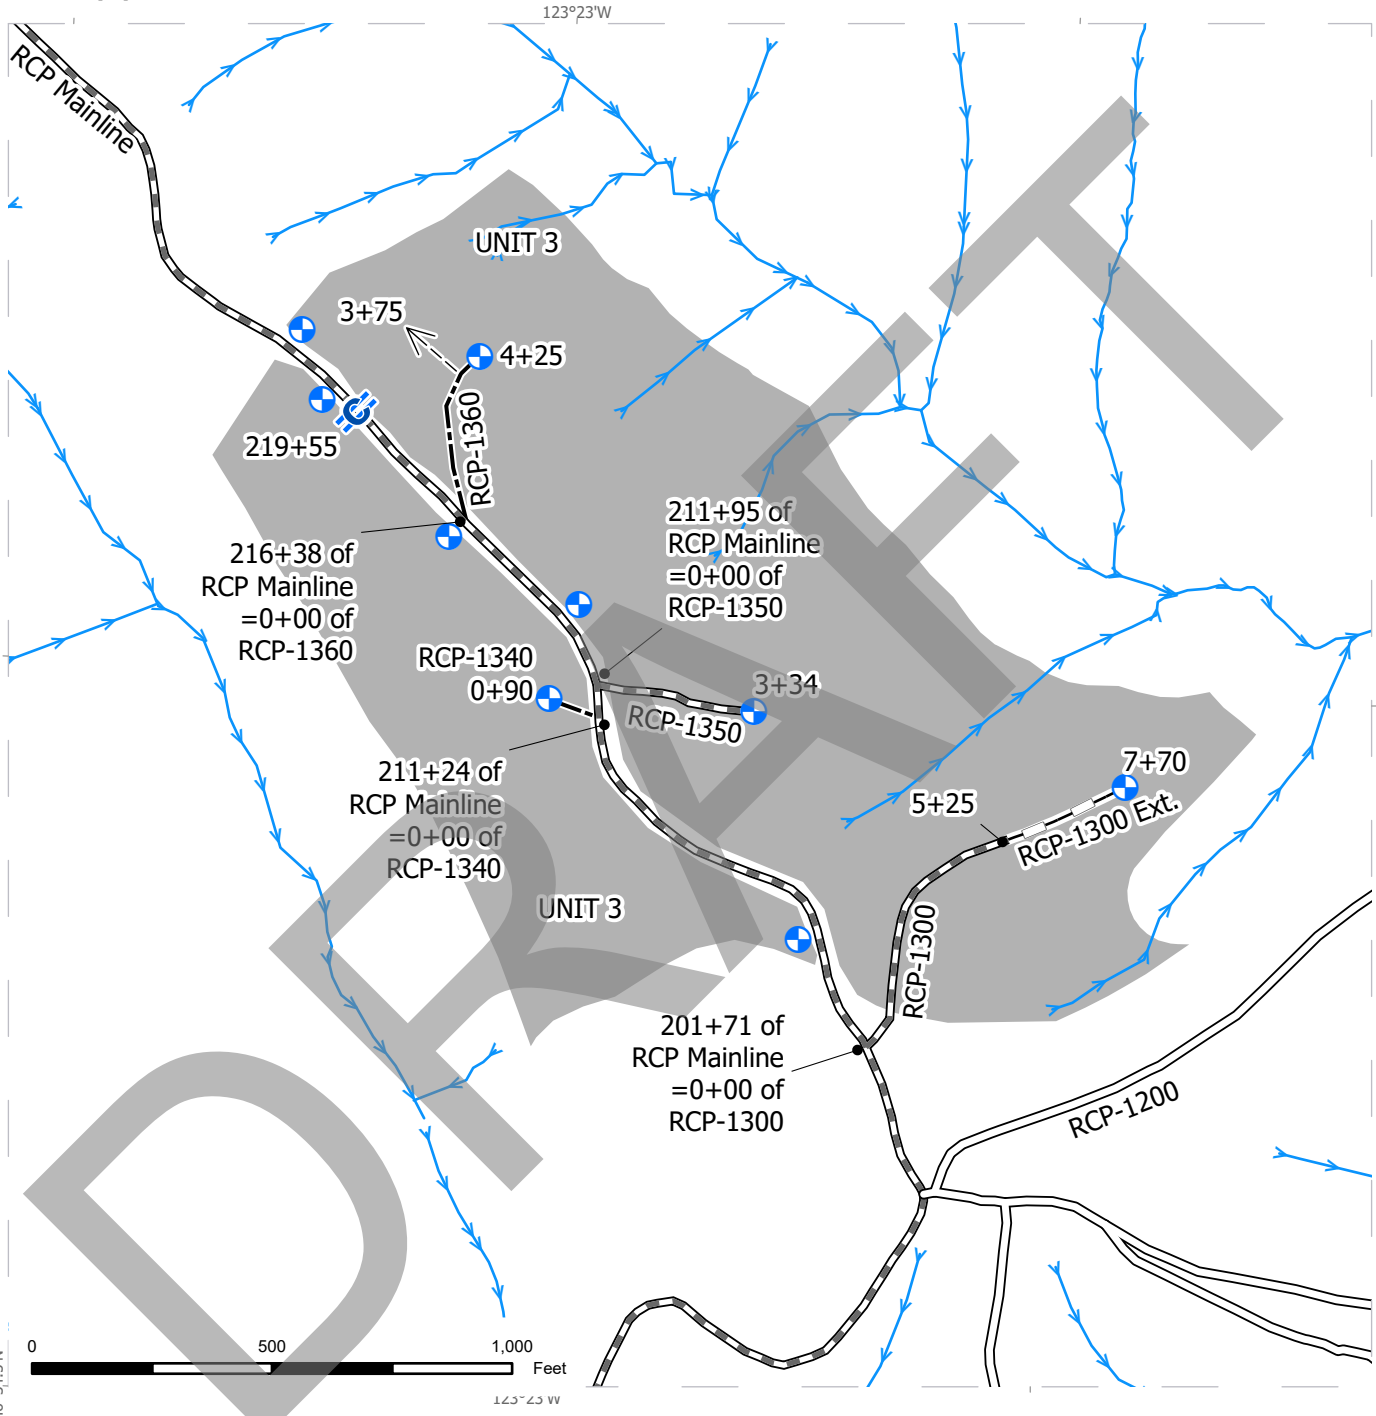 123°23'W
RCP Mainline
UNIT 3
3+75
4+25
RCP-1360
219+55
211+95 of
RCP Mainline
=0+00 of
RCP-1350
216+38 of
RCP Mainline
=0+00 of
RCP-1360
RCP-1340
0+90
3+34
RCP-1350
211+24 of
RCP Mainline
=0+00 of
RCP-1340
7+70
5+25
RCP-1300 Ext.
UNIT 3
RCP-1300
201+71 of
RCP Mainline
=0+00 of
RCP-1300
RCP-1200
DRAFT
0 500 1,000
Feet
123°23'W